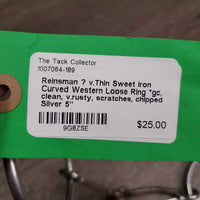 The Tack Collector
1007084-189
Reinsman ? v.Thin Sweet Iron
Curved Western Loose Ring *gc,
clean, v.rusty, scratches, chipped
Silver 5"
9G8ZSE
$25.00